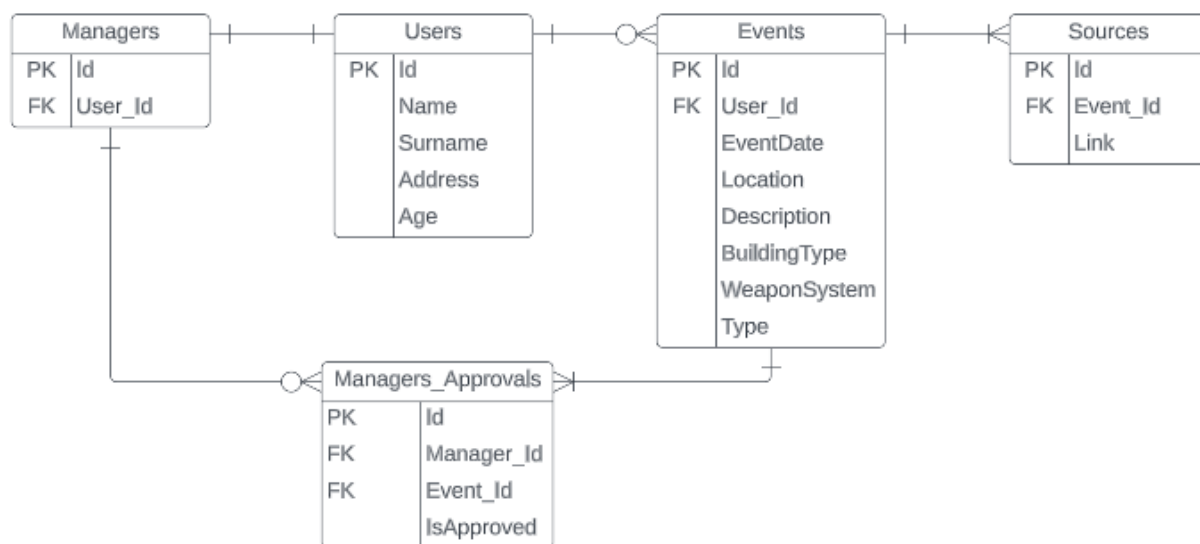 Managers
PK Id
FK User_Id
Users
PK Id
Name
Surname
Address
Age
Events
PK Id
FK User_Id
EventDate
Location
Description
BuildingType
WeaponSystem
Type
Sources
PK Id
FK Event_Id
Link
Managers_Approvals
PK Id
FK Manager_Id
FK Event_Id
IsApproved